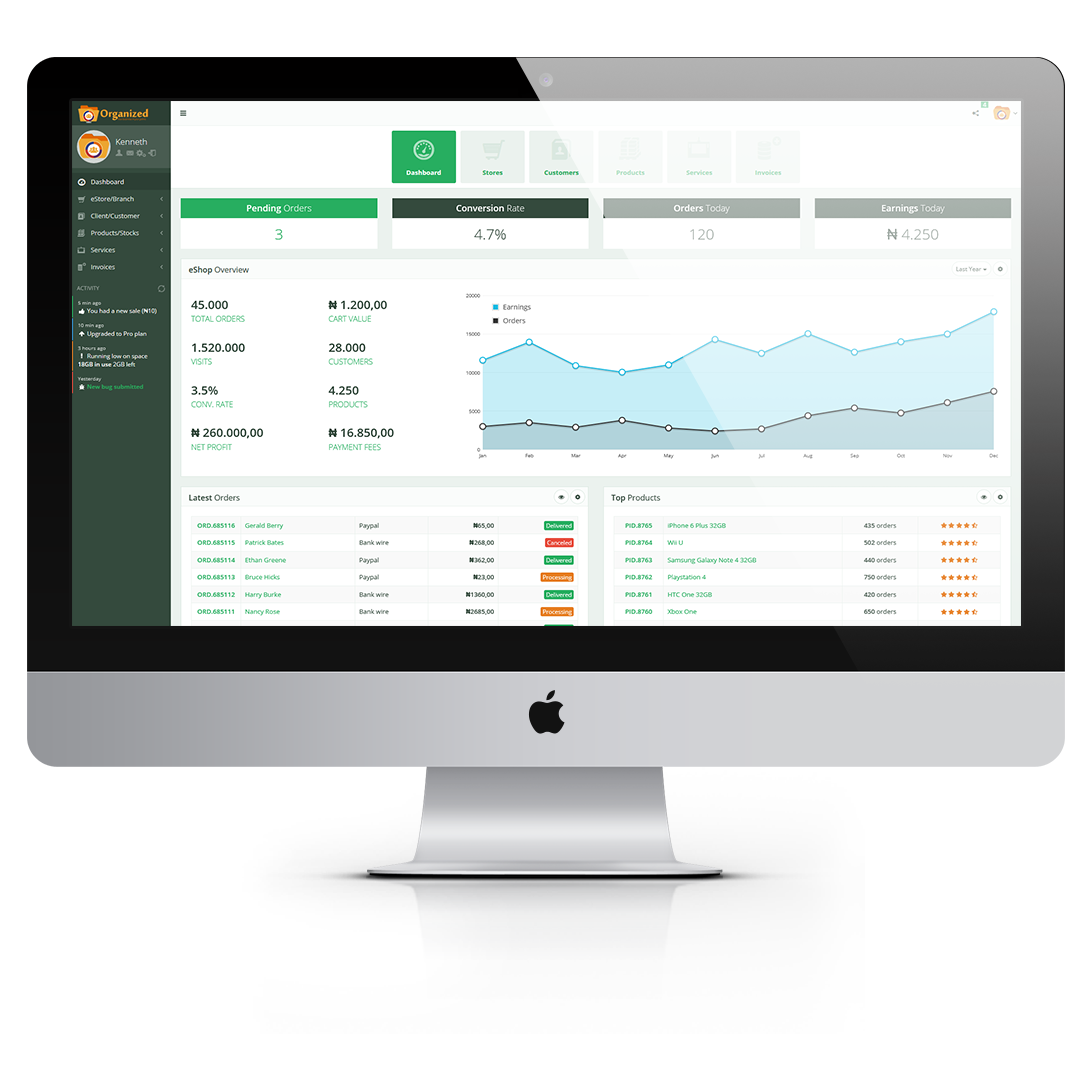 Organized
Kenneth
Dashboard
eStore/Branch
Client/Customer
Products/Stocks
Services
Invoices
ACTIVITY
5 min ago
You had a new sale (₦10)
10 min ago
Upgraded to Pro plan
3 hours ago
Running low on space
18GB in use 2GB left
Yesterday
New bug submitted
4
Dashboard
Stores
Customers
Products
Services
Invoices
Pending Orders
3
Conversion Rate
4.7%
Orders Today
120
Earnings Today
₦ 4.250
eShop Overview
Last Year
45.000
TOTAL ORDERS
₦ 1.200,00
CART VALUE
1.520.000
VISITS
28.000
CUSTOMERS
3.5%
CONV. RATE
4.250
PRODUCTS
₦ 260.000,00
NET PROFIT
₦ 16.850,00
PAYMENT FEES
Earnings
Orders
20000
15000
10000
5000
0
Jan Feb Mar Apr May Jun Jul Aug Sep Oct Nov Dec
Latest Orders
ORD.685116 Gerald Berry Paypal ₦65,00 Delivered
ORD.685115 Patrick Bates Bank wire ₦268,00 Canceled
ORD.685114 Ethan Greene Paypal ₦362,00 Delivered
ORD.685113 Bruce Hicks Paypal ₦23,00 Processing
ORD.685112 Harry Burke Bank wire ₦1360,00 Delivered
ORD.685111 Nancy Rose Bank wire ₦2685,00 Processing
Top Products
PID.8765 iPhone 6 Plus 32GB 435 orders
PID.8764 Wii U 502 orders
PID.8763 Samsung Galaxy Note 4 32GB 440 orders
PID.8762 Playstation 4 750 orders
PID.8761 HTC One 32GB 420 orders
PID.8760 Xbox One 650 orders